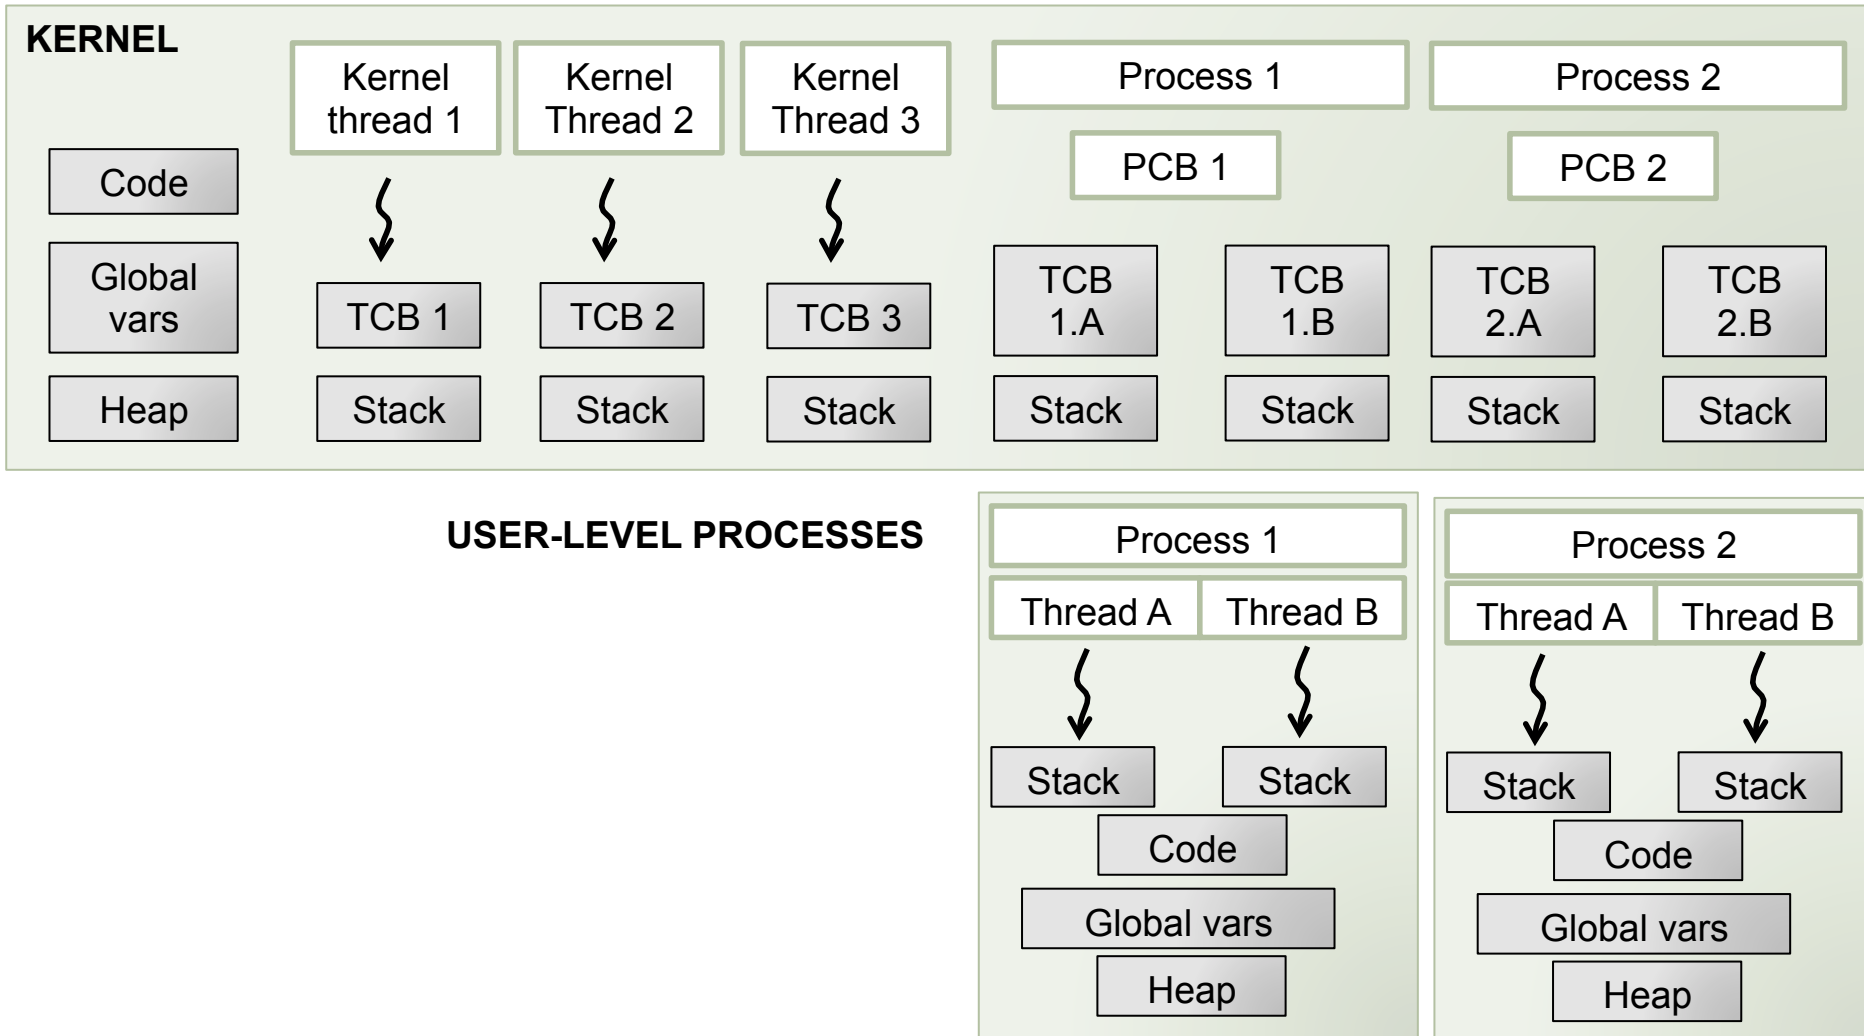 KERNEL
Kernel
thread 1
Kernel
Thread 2
Kernel
Thread 3
Process 1
Process 2
PCB 1
PCB 2
Code
Global
vars
Heap
TCB 1
TCB 2
TCB 3
TCB
1.A
TCB
1.B
TCB
2.A
TCB
2.B
Stack
Stack
Stack
Stack
Stack
Stack
Stack
USER-LEVEL PROCESSES
Process 1
Thread A
Thread B
Stack
Stack
Code
Global vars
Heap
Process 2
Thread A
Thread B
Stack
Stack
Code
Global vars
Heap